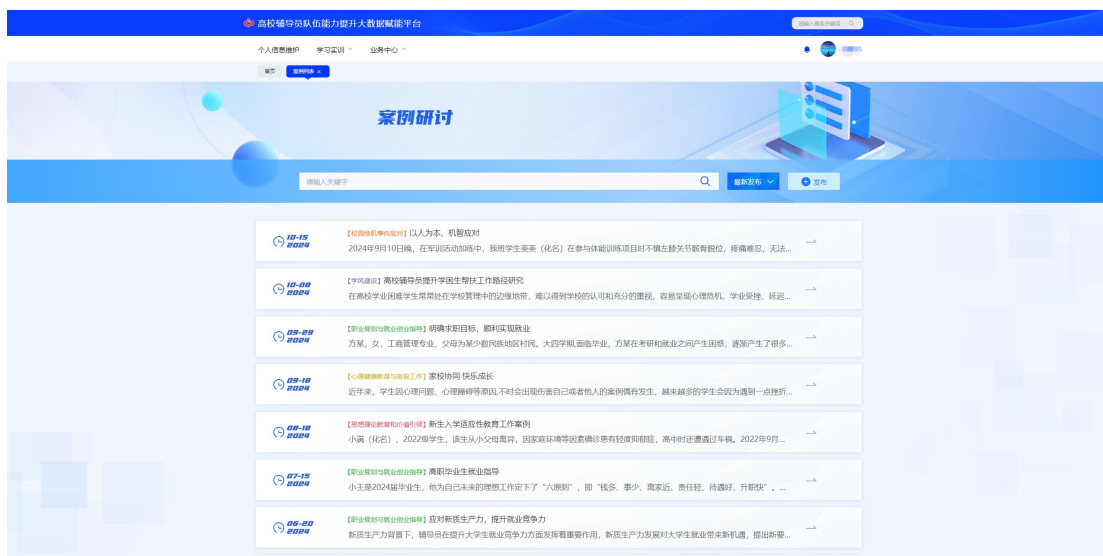 高校辅导员队伍能力提升大数据赋能平台
请输入搜索关键词
个人信息维护 学习实训 业务中心
首页 案例列表 ×
案例研讨
请输入关键字 最新发布 发布
10-15 2024
【校园危机事件应对】以人为本、机智应对
2024年9月10日晚，在军训活动加练中，我班学生英英（化名）在参与体能训练项目时不慎左膝关节髌骨脱位，疼痛难忍，无法...
10-08 2024
【学风建设】高校辅导员提升学困生帮扶工作路径研究
在高校学业困难学生常常处在学校管理中的边缘地带，难以得到学校的认可和充分的重视，容易呈现心理危机、学业受挫、延迟...
09-29 2024
【职业规划与就业创业指导】明确求职目标，顺利实现就业
方某，女，工商管理专业，父母为某少数民族地区村民。大四学期,面临毕业，方某在考研和就业之间产生困惑，逐渐产生了很多...
09-18 2024
【心理健康教育与咨询工作】家校协同 快乐成长
近年来，学生因心理问题、心理障碍等原因,不时会出现伤害自己或者他人的案例偶有发生，越来越多的学生会因为遇到一点挫折...
08-18 2024
【思想理论教育和价值引领】新生入学适应性教育工作案例
小满（化名），2022级学生，该生从小父母离异，因家庭环境等因素确诊患有轻度抑郁症，高中时还遭遇过车祸。2022年9月...
07-15 2024
【职业规划与就业创业指导】高职毕业生就业指导
小王是2024届毕业生，他为自己未来的理想工作定下了“六原则”，即“钱多、事少、离家近、责任轻、待遇好、升职快”。...
06-20 2024
【职业规划与就业创业指导】应对新质生产力，提升就业竞争力
新质生产力背景下，辅导员在提升大学生就业竞争力方面发挥着重要作用，新质生产力发展对大学生就业带来新机遇，提出新要...